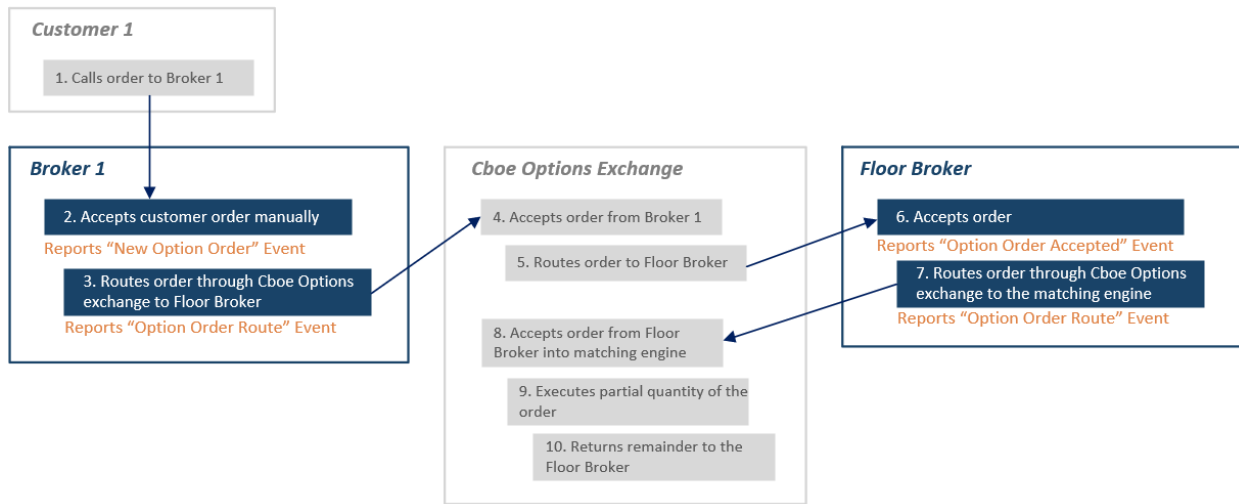 Customer 1
1. Calls order to Broker 1
Broker 1
2. Accepts customer order manually
Reports “New Option Order” Event
3. Routes order through Cboe Options
exchange to Floor Broker
Reports “Option Order Route” Event
Cboe Options Exchange
4. Accepts order from Broker 1
5. Routes order to Floor Broker
8. Accepts order from Floor
Broker into matching engine
9. Executes partial quantity of the
order
10. Returns remainder to the
Floor Broker
Floor Broker
6. Accepts order
Reports “Option Order Accepted” Event
7. Routes order through Cboe Options
exchange to the matching engine
Reports “Option Order Route” Event